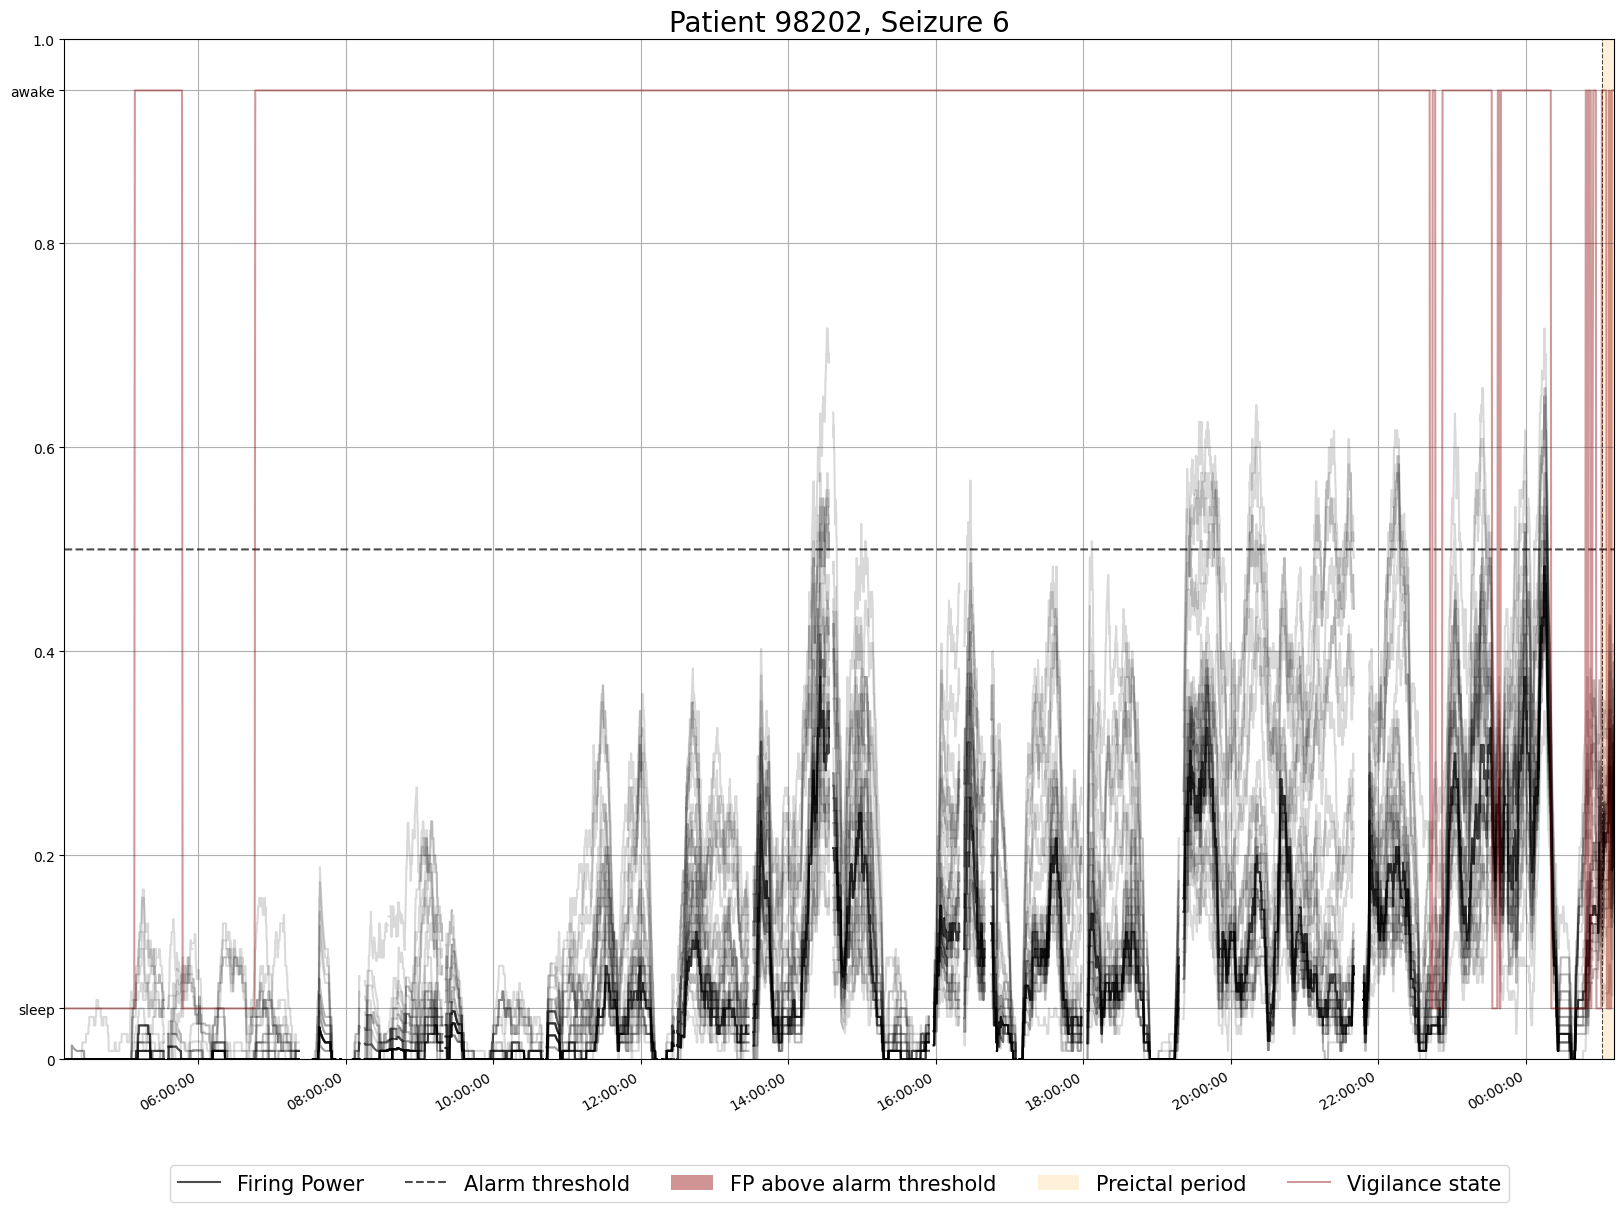 Patient 98202, Seizure 6
1.0
awake
0.8
0.6
0.4
0.2
sleep
0
06:00:00 08:00:00 10:00:00 12:00:00 14:00:00 16:00:00 18:00:00 20:00:00 22:00:00 00:00:00
Firing Power Alarm threshold FP above alarm threshold Preictal period Vigilance state